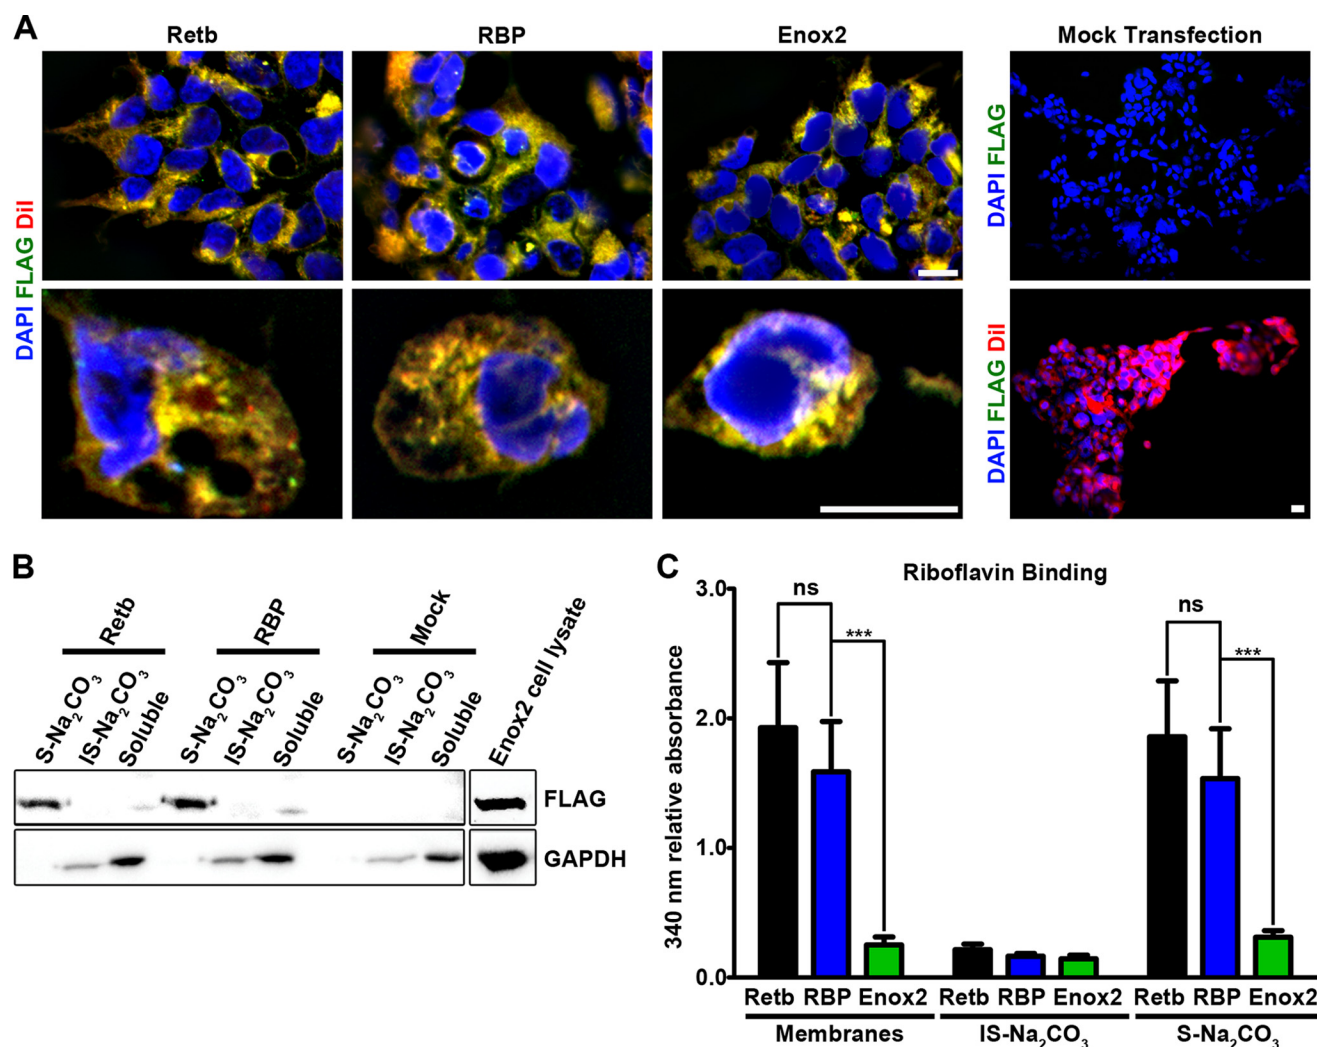 A
Retb RBP Enox2 Mock Transfection
DAPI FLAG DiI
DAPI FLAG
DAPI FLAG DiI
B
Retb RBP Mock
S-Na₂CO₃ IS-Na₂CO₃ Soluble S-Na₂CO₃ IS-Na₂CO₃ Soluble S-Na₂CO₃ IS-Na₂CO₃ Soluble Enox2 cell lysate
FLAG
GAPDH
C
Riboflavin Binding
340 nm relative absorbance
3.0
2.0
1.0
0.0
ns *** ns ***
Retb RBP Enox2 Retb RBP Enox2 Retb RBP Enox2
Membranes IS-Na₂CO₃ S-Na₂CO₃